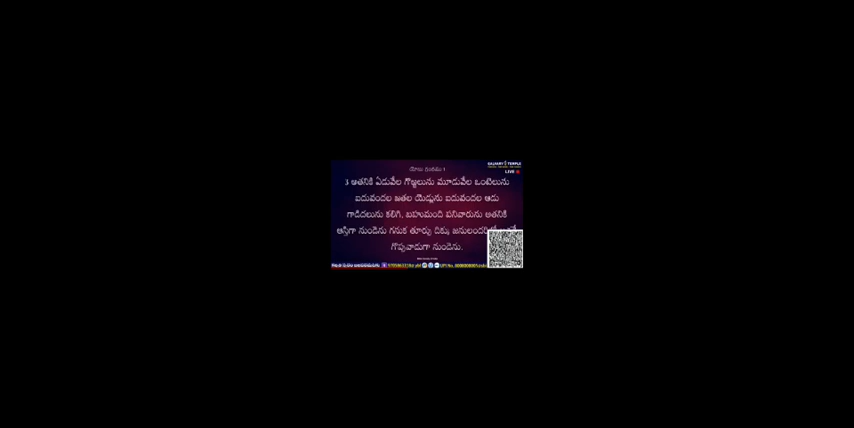 CALVARY TEMPLE
LIVE
యోబు గ్రంథము 1
3 అతనికి ఏడువేల గొఱ్ఱెలును మూడువేల ఒంటెలును
ఐదువందల జతల యెడ్లును ఐదువందల ఆడు
గాడిదలును కలిగి, బహుమంది పనివారును అతనికి
ఆస్తిగా నుండెను గనుక తూర్పు దిక్కు జనులందరిలో
గొప్పవాడుగా నుండెను.